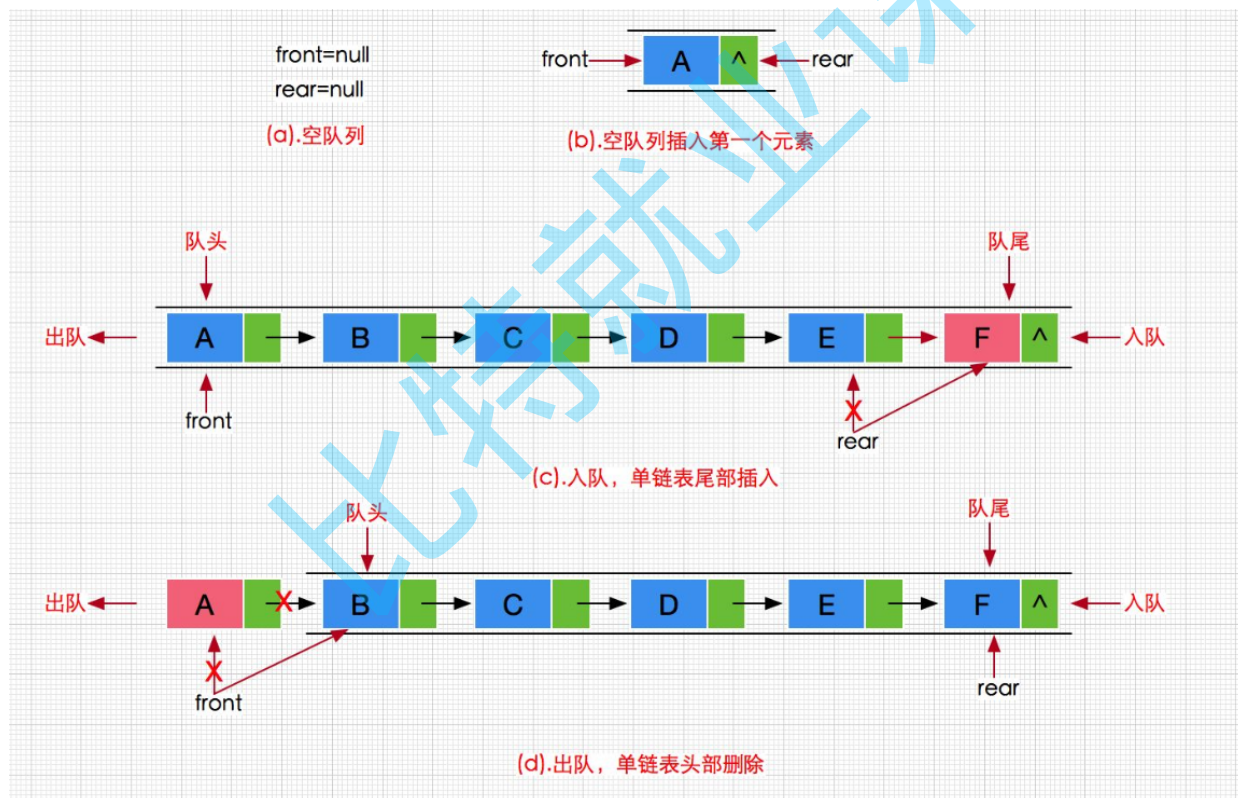 front=null
rear=null
(a).空队列
front A ^ rear
(b).空队列插入第一个元素
队头 队尾
出队 A B C D E F ^ 入队
front rear
(c).入队，单链表尾部插入
队头 队尾
出队 A X B C D E F ^ 入队
X
front rear
(d).出队，单链表头部删除
比特就业课